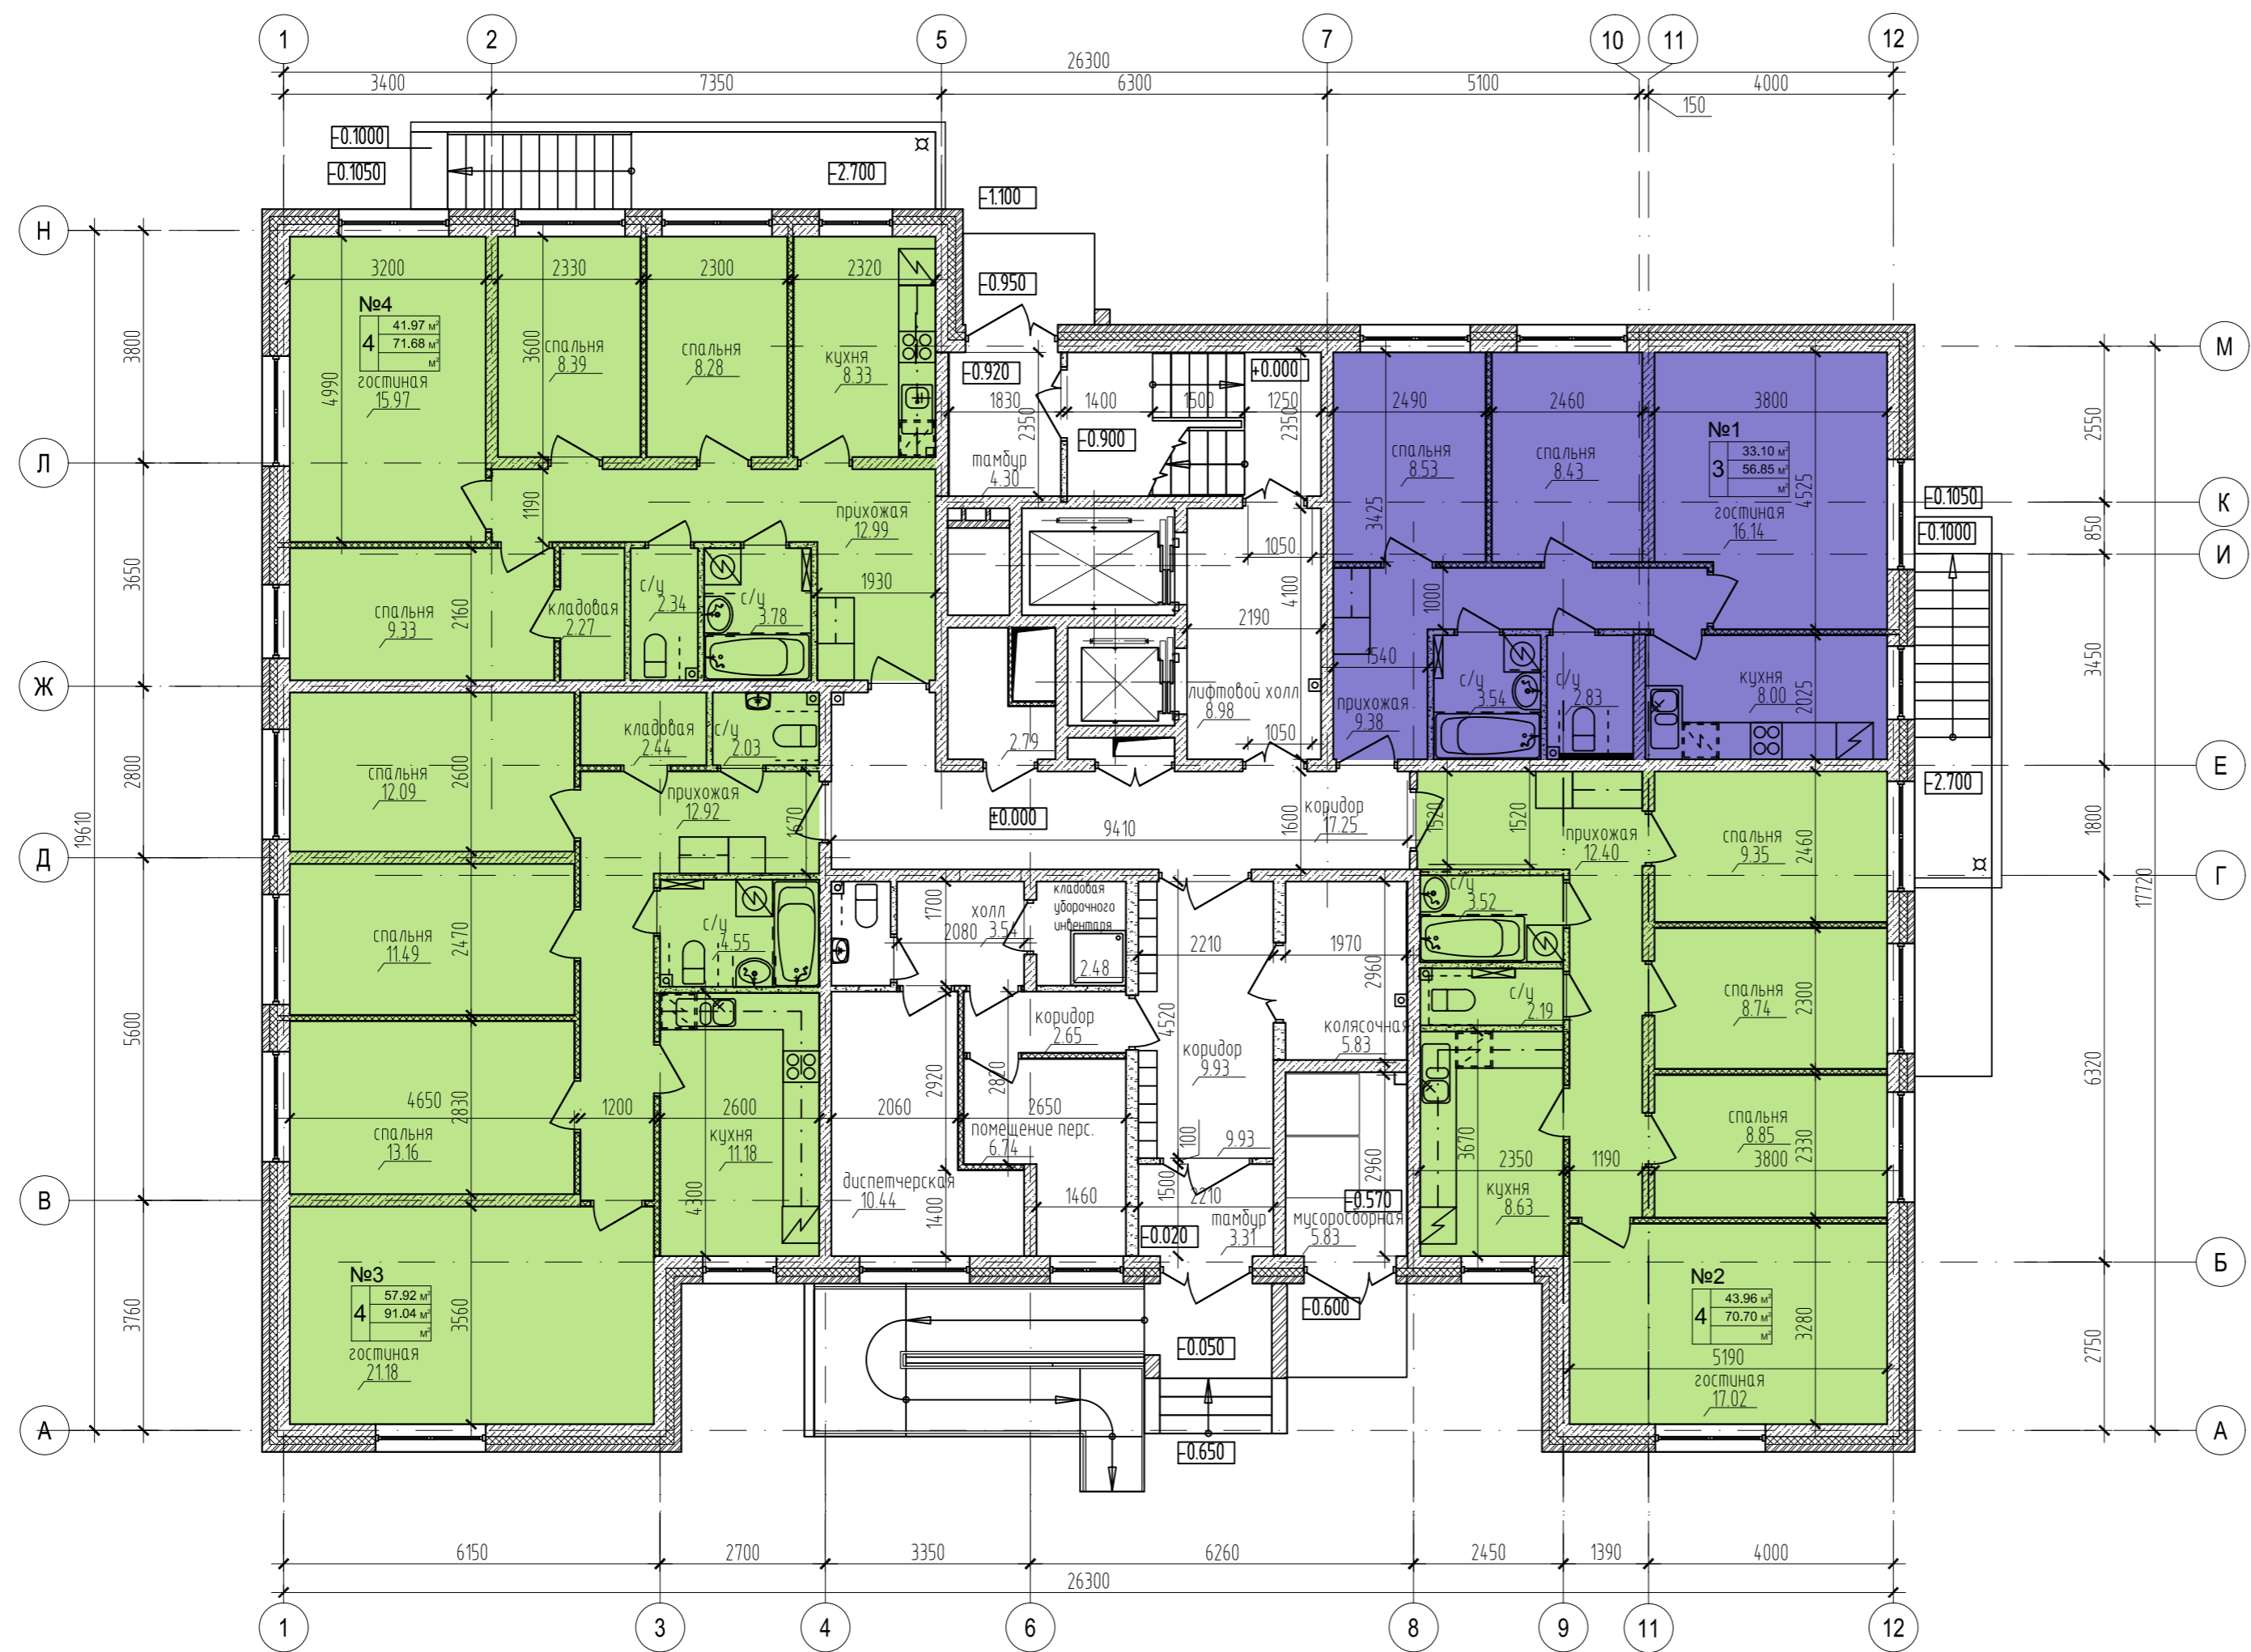 1 2 5 7 10 11 12
26300
3400 7350 6300 5100 4000
150
-0.1000
-0.1050
-2.700
-1.100
Н
3200 2330 2300 2320
-0.950
№4
4 41.97 м²
71.68 м²
м²
гостиная
15.97
4990
3600
спальня
8.39
спальня
8.28
кухня
8.33
3800
М
-0.920
+0.000
1830 1400 1500 1250
2350
2350
-0.900
тамбур
4.30
2490 2460 3800
спальня
8.53
спальня
8.43
№1
3 33.10 м²
56.85 м²
м²
гостиная
16.14
4525
3425
2550
Л
1190
прихожая
12.99
1930
К
-0.1050
-0.1000
850
И
1050
4100
2190
1000
3650
спальня
9.33
2160
кладовая
2.27
с/у
2.34
с/у
3.78
3450
лифтовой холл
8.98
1050
1540
прихожая
9.38
с/у
3.54
с/у
2.83
кухня
8.00
2025
Ж
19610
2800
спальня
12.09
2600
кладовая
2.44
с/у
2.03
прихожая
12.92
1670
2.79
Е
-2.700
±0.000
9410
1600
коридор
17.25
1520
1520
прихожая
12.40
спальня
9.35
2460
1800
Д
Г
17720
спальня
11.49
2470
с/у
4.55
1700
холл
3.54
2080
кладовая
уборочного
инвентаря
2.48
2210
1970
2960
с/у
3.52
с/у
2.19
спальня
8.74
2300
5600
коридор
2.65
4520
коридор
9.93
колясочная
5.83
6320
4650
2830
спальня
13.16
1200 2600
кухня
11.18
4300
2060
2920
2820
2650
помещение перс.
6.74
диспетчерская
10.44
1400
1460
100
9.93
1500
2210
тамбур
3.31
-0.020
2960
-0.570
мусоросборная
5.83
3670
2350
кухня
8.63
1190
спальня
8.85
2330
3800
В
Б
3760
№3
4 57.92 м²
91.04 м²
м²
гостиная
21.18
3560
-0.600
-0.050
-0.650
№2
4 43.96 м²
70.70 м²
м²
5190
гостиная
17.02
3280
2750
А
А
6150 2700 3350 6260 2450 1390 4000
26300
1 3 4 6 8 9 11 12